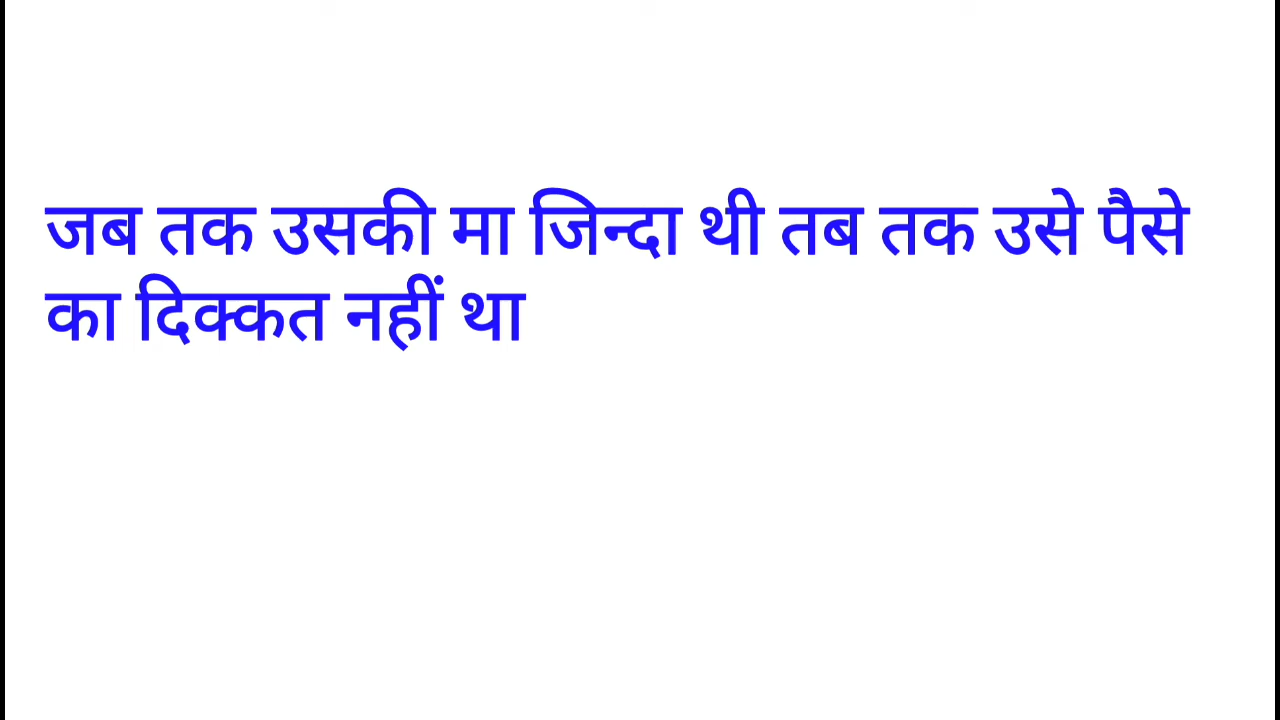 जब तक उसकी मा जिन्दा थी तब तक उसे पैसे
का दिक्कत नहीं था